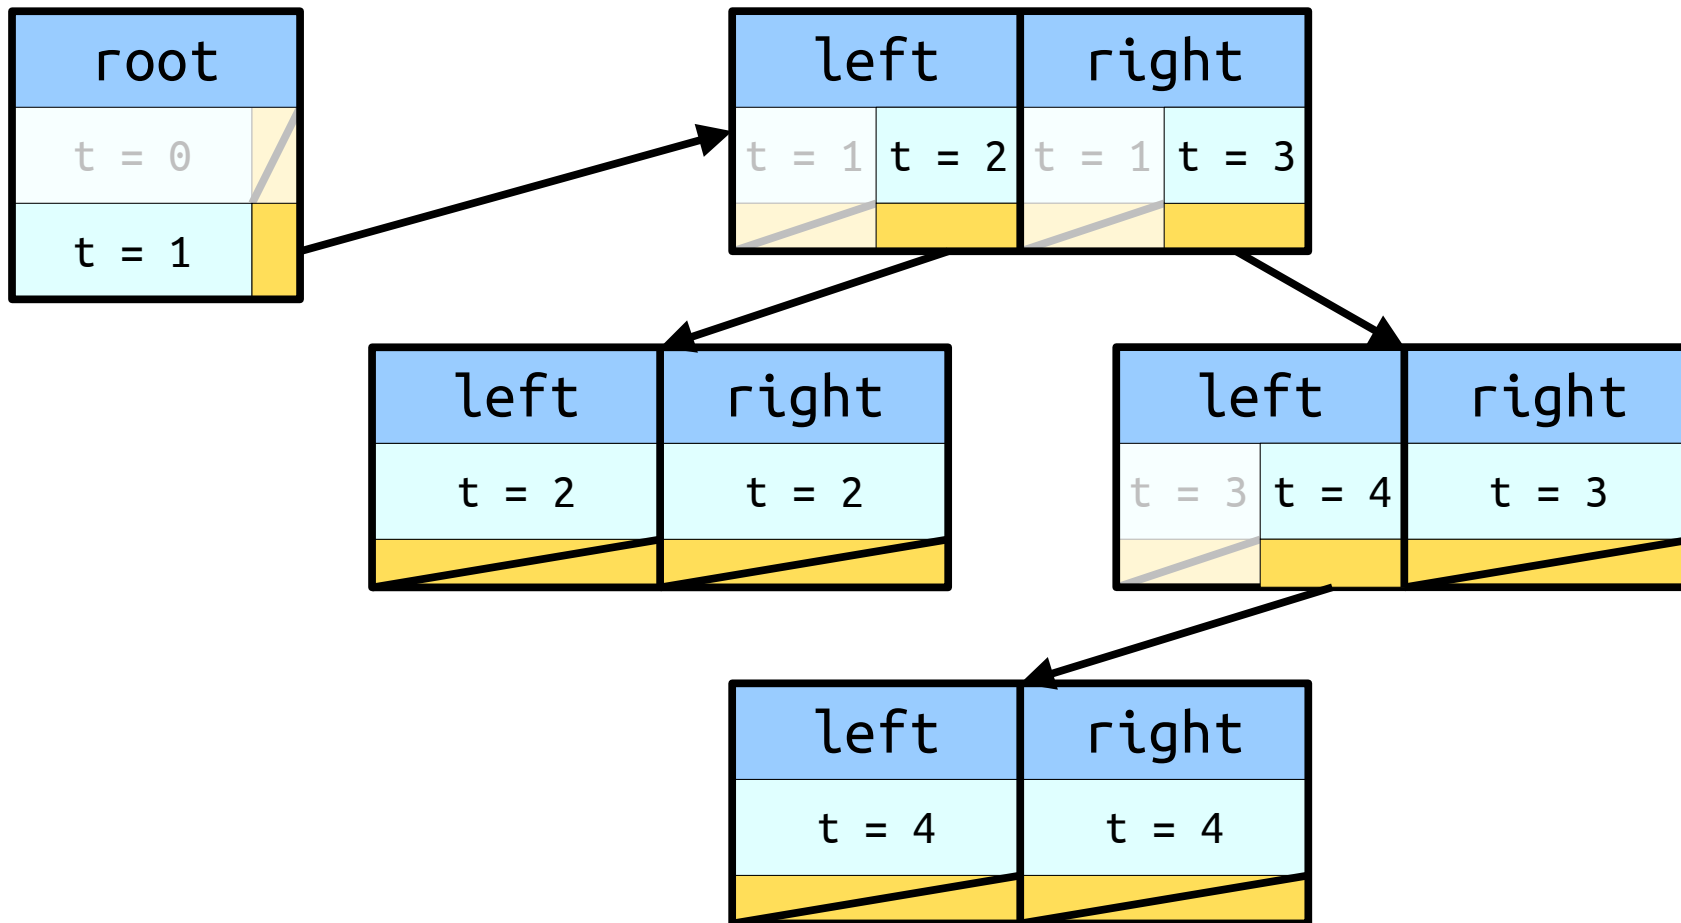 root
t = 0
t = 1
left right
t = 1 t = 2 t = 1 t = 3
left right
t = 2 t = 2
left right
t = 3 t = 4 t = 3
left right
t = 4 t = 4